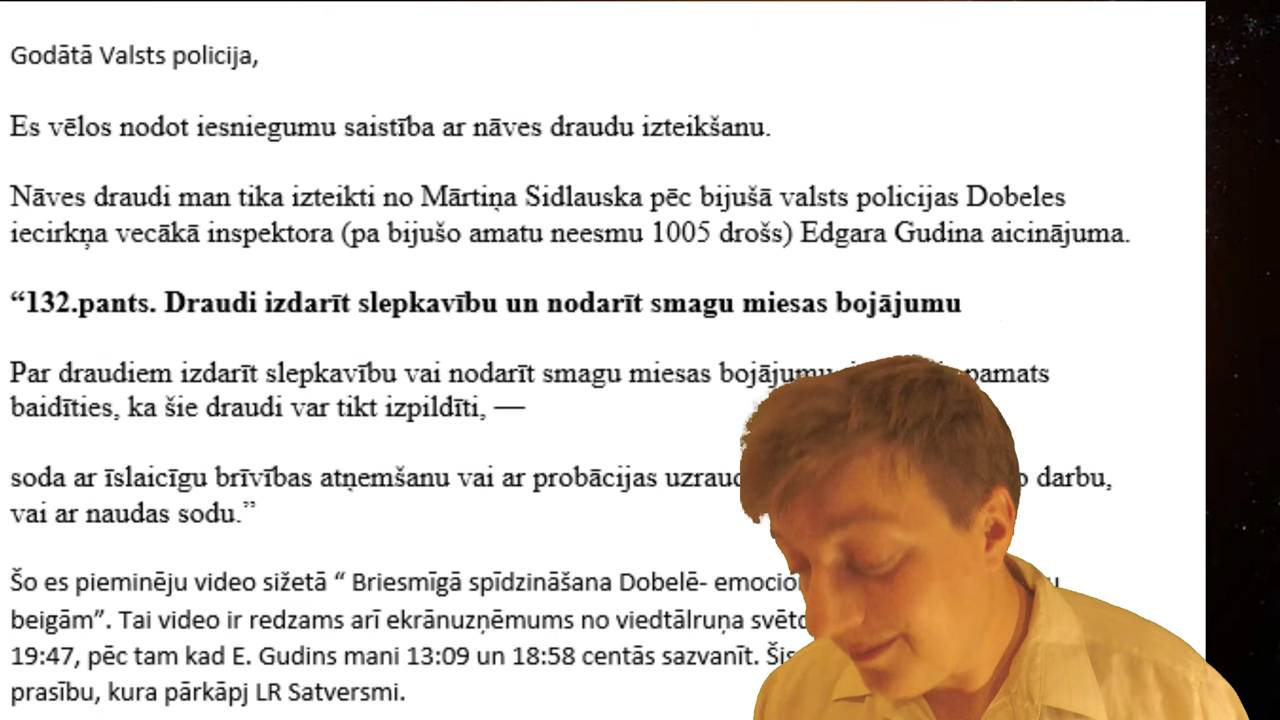 Godātā Valsts policija,
Es vēlos nodot iesniegumu saistība ar nāves draudu izteikšanu.
Nāves draudi man tika izteikti no Mārtiņa Sidlauska pēc bijušā valsts policijas Dobeles
iecirkņa vecākā inspektora (pa bijušo amatu neesmu 1005 drošs) Edgara Gudina aicinājuma.
“132.pants. Draudi izdarīt slepkavību un nodarīt smagu miesas bojājumu
Par draudiem izdarīt slepkavību vai nodarīt smagu miesas bojājumu pamats
baidīties, ka šie draudi var tikt izpildīti, —
soda ar īslaicīgu brīvības atņemšanu vai ar probācijas darbu,
vai ar naudas sodu.”
Šo es pieminēju video sižetā “ Briesmīgā spīdzināšana Dobelē-
beigām”. Tai video ir redzams arī ekrānuzņēmums no viedtālruņa
19:47, pēc tam kad E. Gudins mani 13:09 un 18:58 centās sazvanīt.
prasību, kura pārkāpj LR Satversmi.